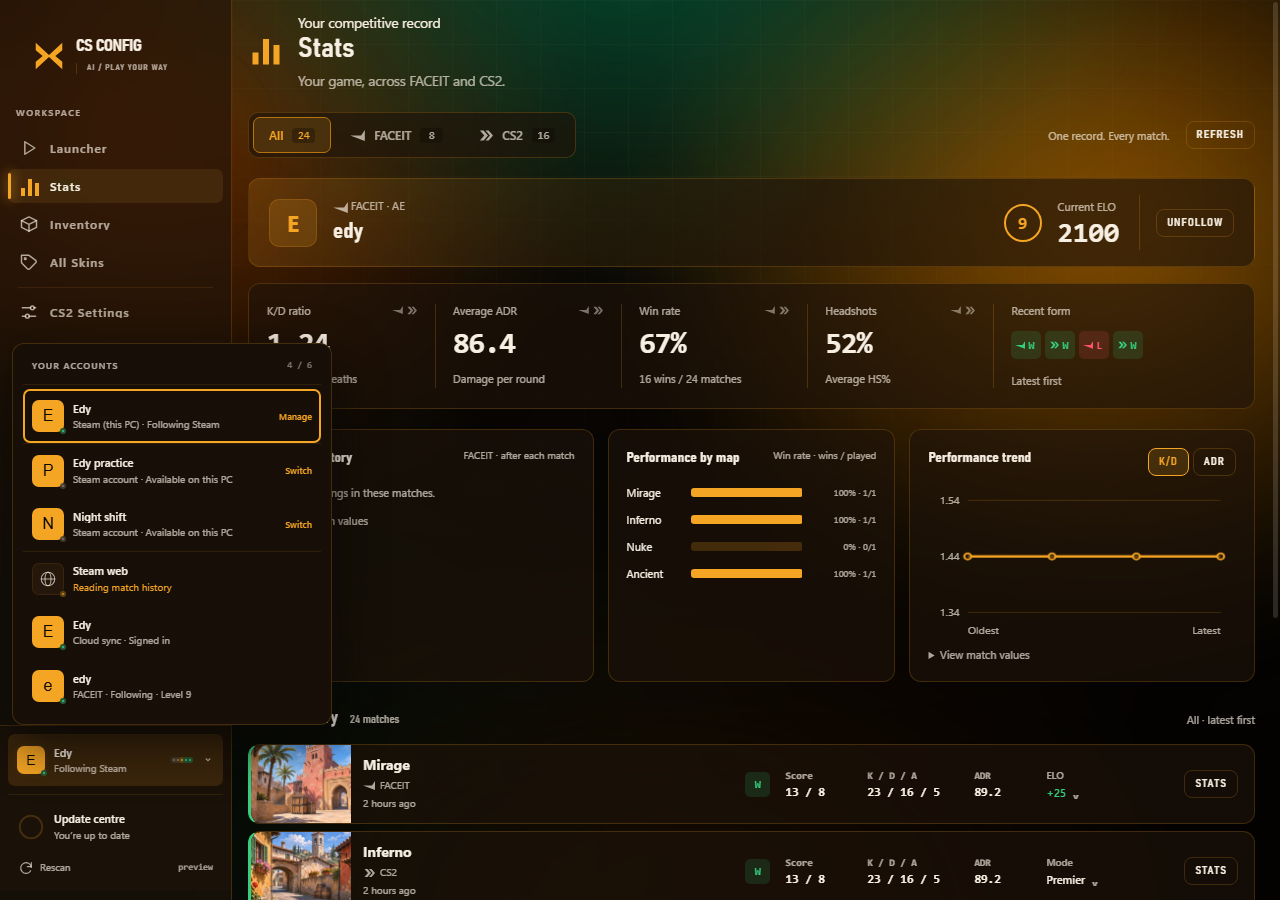 CS CONFIG
AI / PLAY YOUR WAY
WORKSPACE
Launcher
Stats
Inventory
All Skins
CS2 Settings
Your competitive record
Stats
Your game, across FACEIT and CS2.
All 24
FACEIT 8
CS2 16
One record. Every match.
REFRESH
E
FACEIT · AE
edy
9
Current ELO
2100
UNFOLLOW
K/D ratio
1.24
eaths
Average ADR
86.4
Damage per round
Win rate
67%
16 wins / 24 matches
Headshots
52%
Average HS%
Recent form
W
W
L
W
Latest first
YOUR ACCOUNTS
4 / 6
E
Edy
Steam (this PC) · Following Steam
Manage
P
Edy practice
Steam account · Available on this PC
Switch
N
Night shift
Steam account · Available on this PC
Switch
Steam web
Reading match history
E
Edy
Cloud sync · Signed in
e
edy
FACEIT · Following · Level 9
tory
FACEIT · after each match
ngs in these matches.
values
Performance by map
Win rate · wins / played
Mirage 100% · 1/1
Inferno 100% · 1/1
Nuke 0% · 0/1
Ancient 100% · 1/1
Performance trend
K/D
ADR
1.54
1.44
1.34
Oldest
Latest
View match values
y
24 matches
All · latest first
Mirage
FACEIT
2 hours ago
W
Score
13 / 8
K / D / A
23 / 16 / 5
ADR
89.2
ELO
+25
STATS
Inferno
CS2
2 hours ago
W
Score
13 / 8
K / D / A
23 / 16 / 5
ADR
89.2
Mode
Premier
STATS
E
Edy
Following Steam
Update centre
You're up to date
Rescan
preview